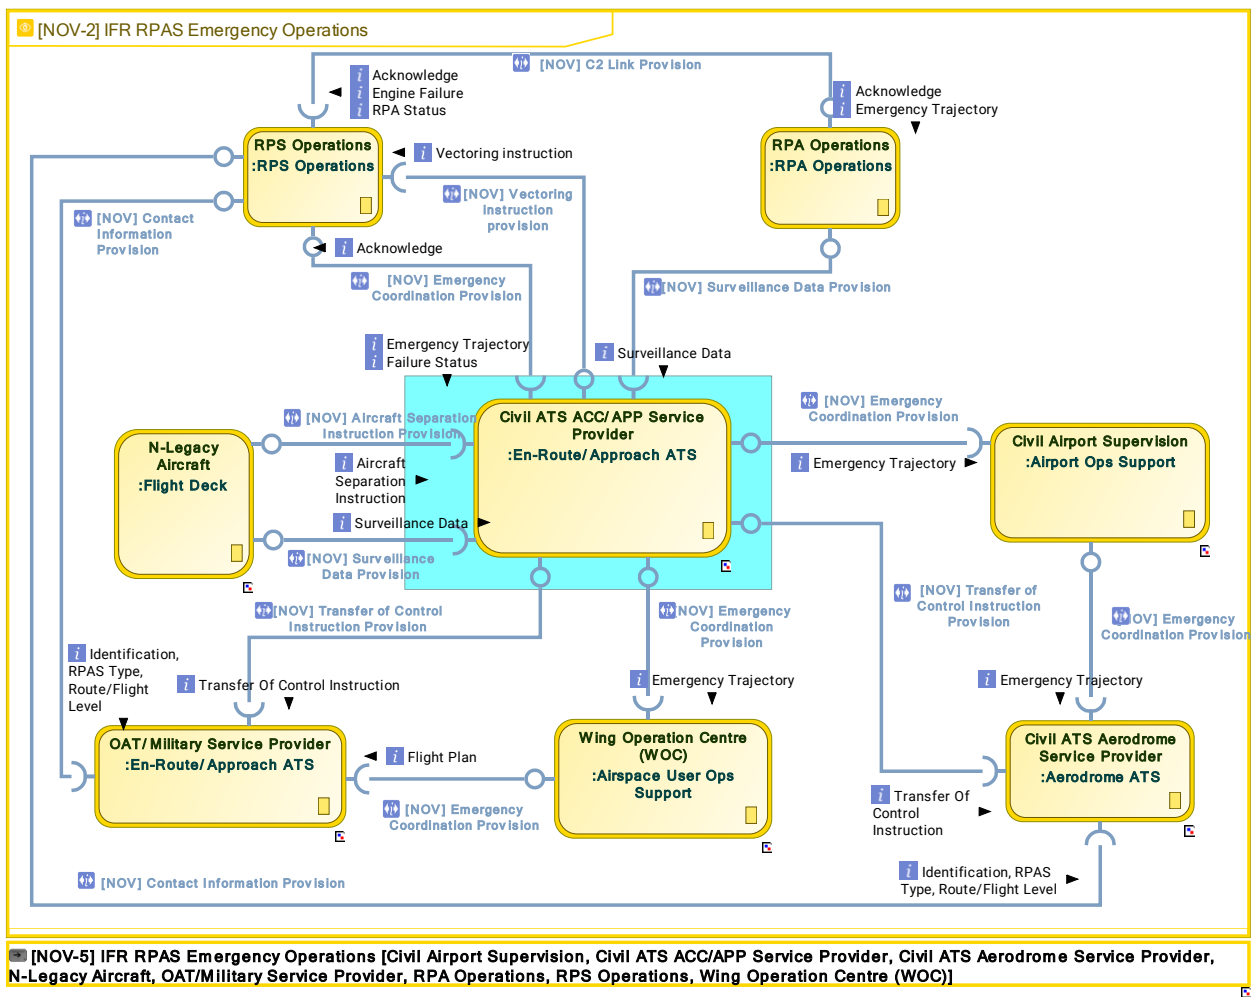 [NOV-2] IFR RPAS Emergency Operations
[NOV] C2 Link Provision
Acknowledge
Engine Failure
RPA Status
Acknowledge
Emergency Trajectory
RPS Operations
:RPS Operations
Vectoring instruction
RPA Operations
:RPA Operations
[NOV] Vectoring
Instruction
provision
[NOV] Contact
Information
Provision
Acknowledge
[NOV] Emergency
Coordination Provision
[NOV] Surveillance Data Provision
Emergency Trajectory
Failure Status
Surveillance Data
[NOV] Aircraft Separation
Instruction Provision
Civil ATS ACC/APP Service
Provider
:En-Route/Approach ATS
[NOV] Emergency
Coordination Provision
N-Legacy
Aircraft
:Flight Deck
Aircraft
Separation
Instruction
Emergency Trajectory
Civil Airport Supervision
:Airport Ops Support
Surveillance Data
[NOV] Surveillance
Data Provision
[NOV] Transfer of Control
Instruction Provision
[NOV] Emergency
Coordination
Provision
[NOV] Transfer of
Control Instruction
Provision
[NOV] Emergency
Coordination Provision
Identification,
RPAS Type,
Route/Flight
Level
Transfer Of Control Instruction
Emergency Trajectory
Emergency Trajectory
OAT/Military Service Provider
:En-Route/Approach ATS
Flight Plan
Wing Operation Centre
(WOC)
:Airspace User Ops
Support
Civil ATS Aerodrome
Service Provider
:Aerodrome ATS
[NOV] Emergency
Coordination Provision
Transfer Of
Control
Instruction
[NOV] Contact Information Provision
Identification, RPAS
Type, Route/Flight Level
[NOV-5] IFR RPAS Emergency Operations [Civil Airport Supervision, Civil ATS ACC/APP Service Provider, Civil ATS Aerodrome Service Provider,
N-Legacy Aircraft, OAT/Military Service Provider, RPA Operations, RPS Operations, Wing Operation Centre (WOC)]